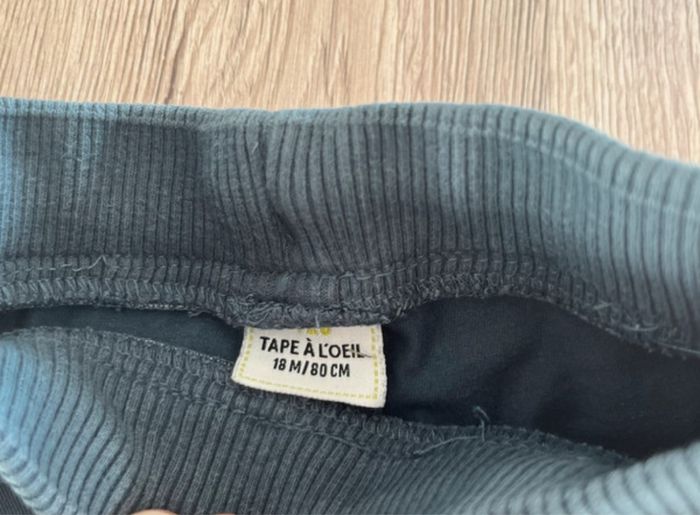 TAPE À L'OEIL
18 M/80 CM